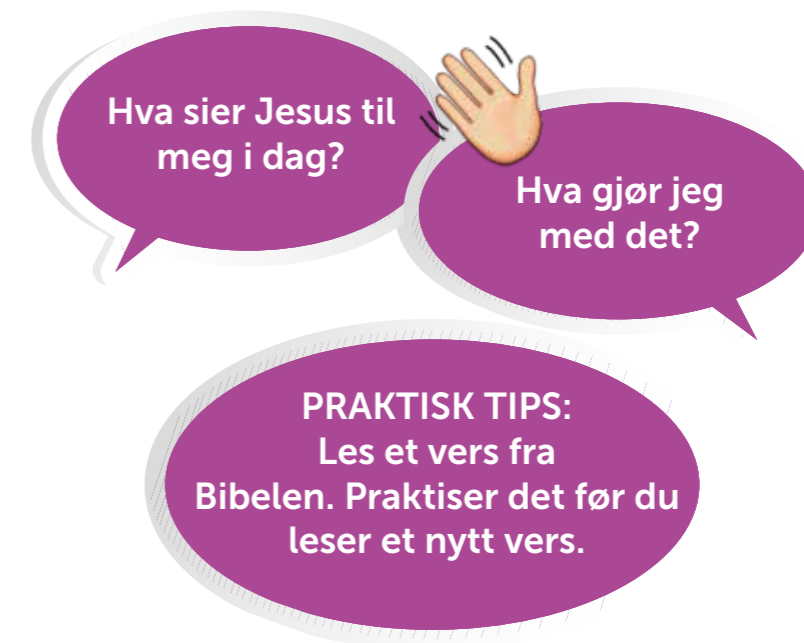 Hva sier Jesus til
meg i dag?
Hva gjør jeg
med det?
PRAKTISK TIPS:
Les et vers fra
Bibelen. Praktiser det før du
leser et nytt vers.